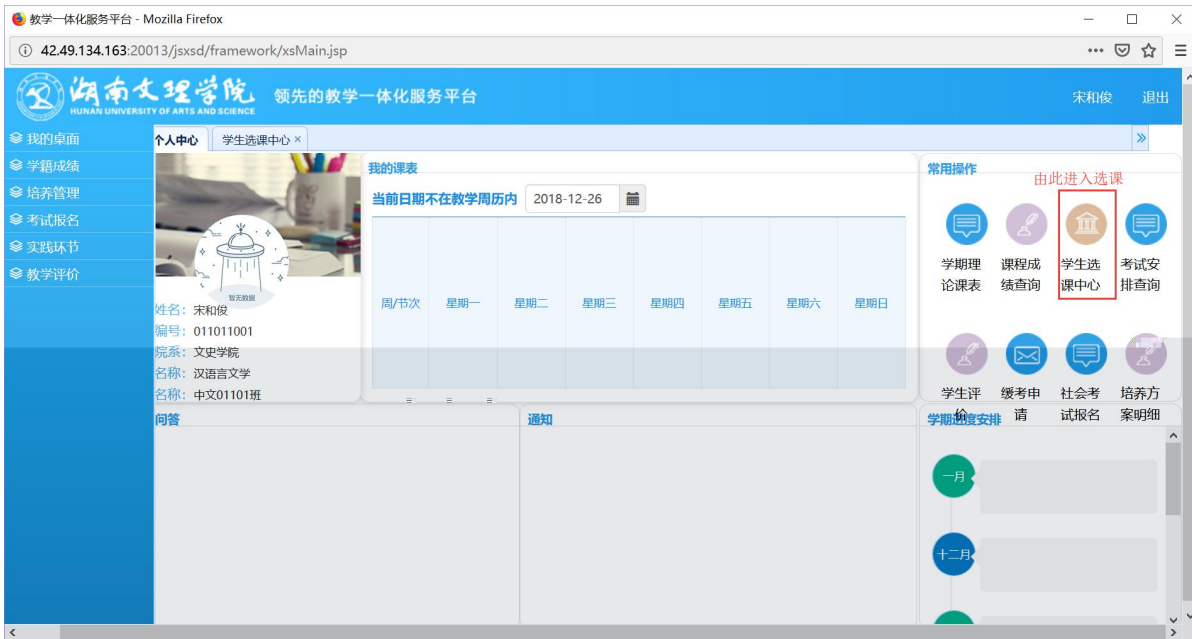 教学一体化服务平台 - Mozilla Firefox
42.49.134.163:20013/jsxsd/framework/xsMain.jsp
湖南文理学院
HUNAN UNIVERSITY OF ARTS AND SCIENCE
领先的教学一体化服务平台
宋和俊 退出
我的桌面
学籍成绩
培养管理
考试报名
实践环节
教学评价
个人中心 学生选课中心
暂无数据
姓名：宋和俊
编号：011011001
院系：文史学院
名称：汉语言文学
名称：中文01101班
我的课表
当前日期不在教学周历内 2018-12-26
周/节次 星期一 星期二 星期三 星期四 星期五 星期六 星期日
常用操作
由此进入选课
学期理论课表
课程成绩查询
学生选课中心
考试安排查询
学生评价
缓考申请
社会考试报名
培养方案明细
问答
通知
学期进度安排
一月
十二月